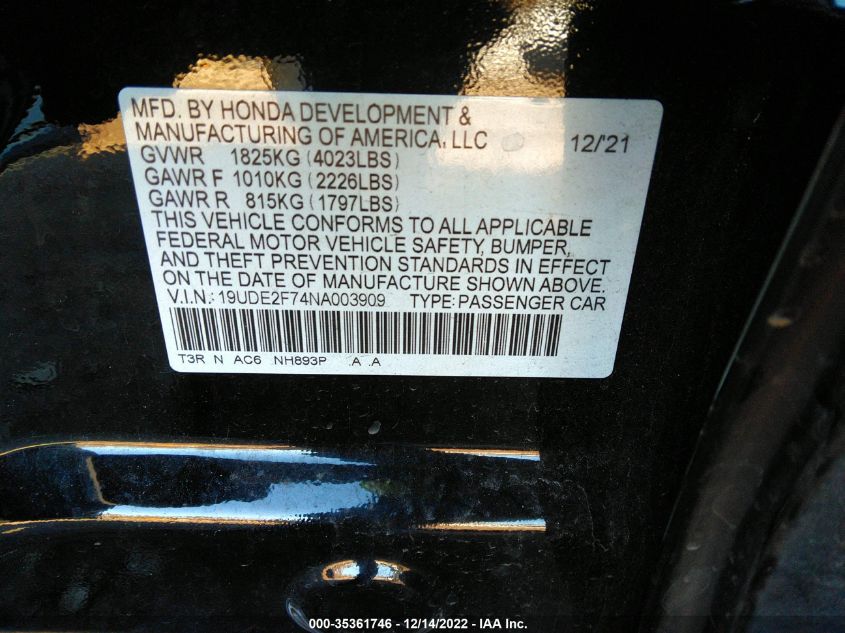 MFD. BY HONDA DEVELOPMENT &
MANUFACTURING OF AMERICA, LLC 12/'21
GVWR 1825KG (4023LBS)
GAWR F 1010KG (2226LBS)
GAWR R 815KG (1797LBS)
THIS VEHICLE CONFORMS TO ALL APPLICABLE
FEDERAL MOTOR VEHICLE SAFETY, BUMPER,
AND THEFT PREVENTION STANDARDS IN EFFECT
ON THE DATE OF MANUFACTURE SHOWN ABOVE.
V.I.N.: 19UDE2F74NA003909 TYPE: PASSENGER CAR
T3R N AC6 NH893P .A .A
000-35361746 - 12/14/2022 - IAA Inc.